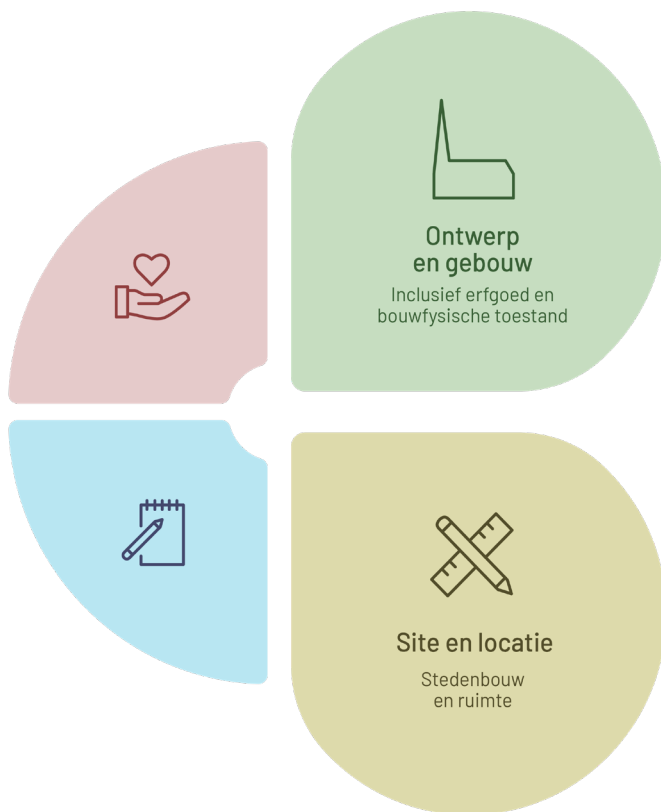 Ontwerp
en gebouw
Inclusief erfgoed en
bouwfysische toestand
Site en locatie
Stedenbouw
en ruimte